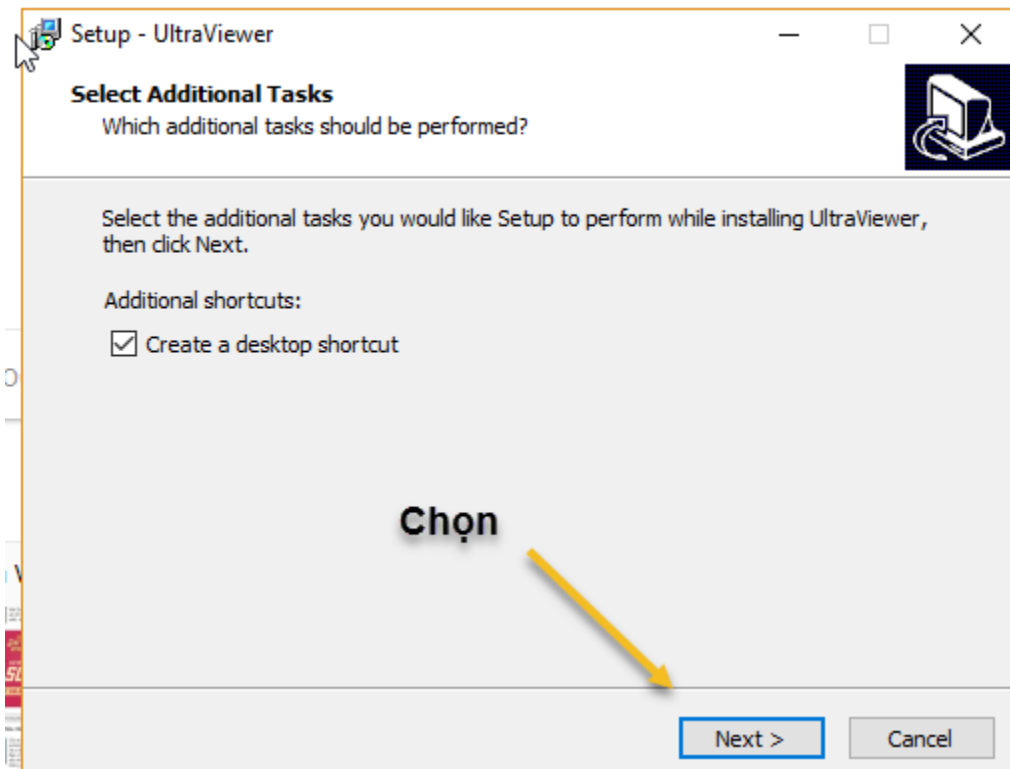 Setup - UltraViewer
Select Additional Tasks
Which additional tasks should be performed?
Select the additional tasks you would like Setup to perform while installing UltraViewer,
then click Next.
Additional shortcuts:
Create a desktop shortcut
Chọn
Next >
Cancel